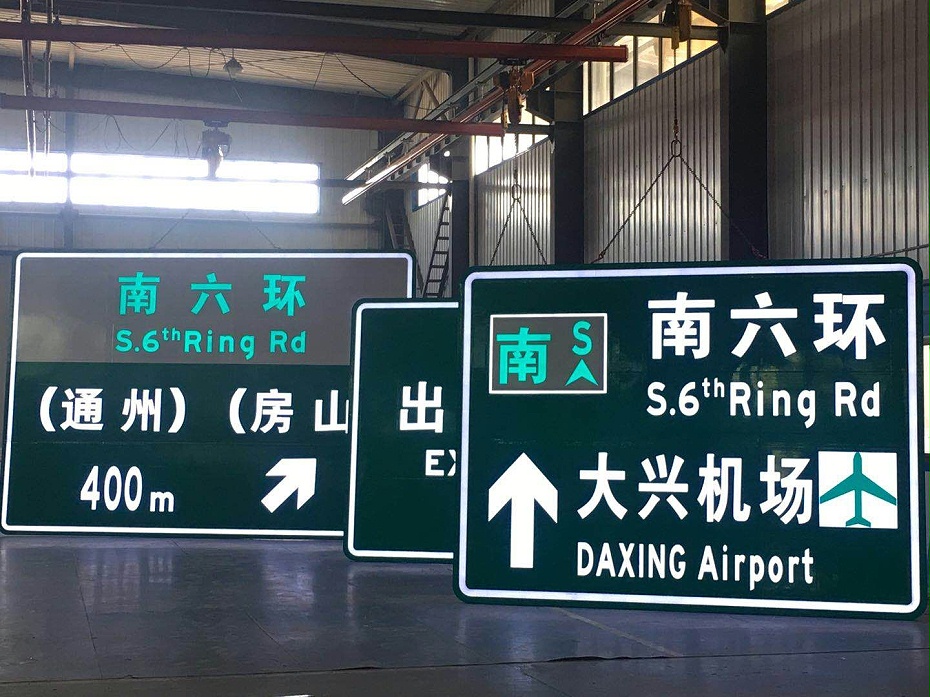 南六环
S.6thRing Rd
（通州）（房山
400m
出
EX
南 S
南六环
S.6thRing Rd
大兴机场
DAXING Airport